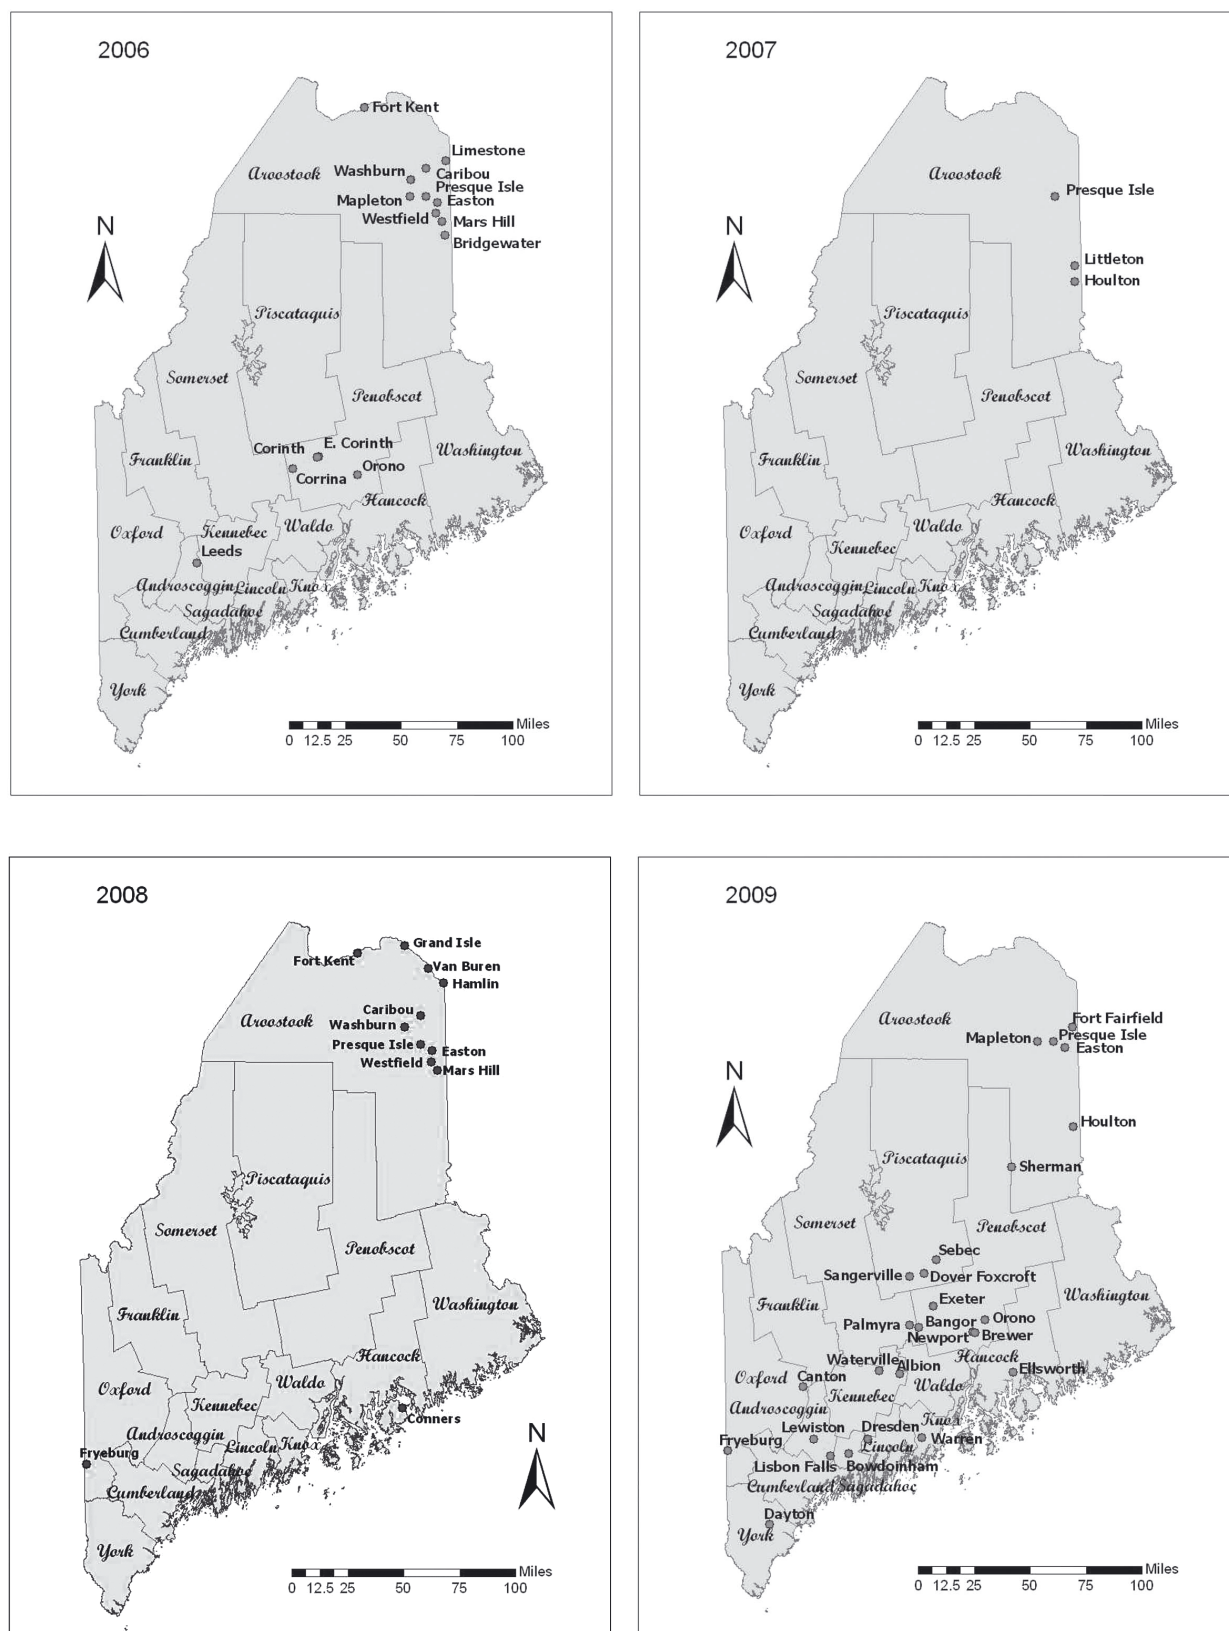 2006
Fort Kent
Limestone
Aroostook
Washburn
Caribou
Presque Isle
Mapleton
Easton
Westfield
Mars Hill
Bridgewater
N
Piscataquis
Somerset
Penobscot
Corinth
E. Corinth
Washington
Franklin
Corrina
Orono
Hancock
Oxford
Kennebec
Waldo
Leeds
Androscoggin
Lincoln
Knox
Sagadahoc
Cumberland
York
Miles
0 12.5 25 50 75 100
2007
Aroostook
Presque Isle
N
Littleton
Houlton
Piscataquis
Somerset
Penobscot
Washington
Franklin
Hancock
Oxford
Waldo
Kennebec
Androscoggin
Lincoln
Knox
Sagadahoc
Cumberland
York
Miles
0 12.5 25 50 75 100
2008
Grand Isle
Fort Kent
Van Buren
Hamlin
Caribou
Aroostook
Washburn
Presque Isle
Easton
Westfield
Mars Hill
Piscataquis
Somerset
Penobscot
Washington
Franklin
Hancock
Oxford
Waldo
Kennebec
Conners
Androscoggin
Lincoln
Knox
N
Fryeburg
Sagadahoc
Cumberland
York
Miles
0 12.5 25 50 75 100
2009
Aroostook
Fort Fairfield
Mapleton
Presque Isle
Easton
N
Houlton
Piscataquis
Sherman
Somerset
Penobscot
Sebec
Sangerville
Dover Foxcroft
Washington
Franklin
Exeter
Palmyra
Bangor
Orono
Newport
Brewer
Waterville
Albion
Hancock
Ellsworth
Oxford
Canton
Kennebec
Waldo
Androscoggin
Lewiston
Dresden
Knox
Fryeburg
Lincoln
Warren
Lisbon Falls
Bowdoinham
Cumberland
Sagadahoc
Dayton
York
Miles
0 12.5 25 50 75 100